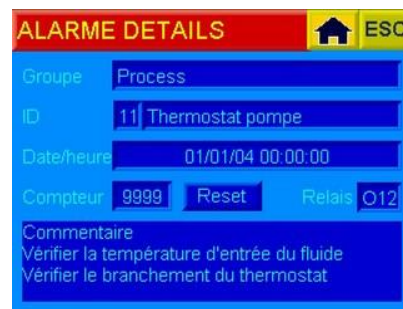 ALARME DETAILS ESC
Groupe Process
ID 11 Thermostat pompe
Date/heure 01/01/04 00:00:00
Compteur 9999 Reset Relais O12
Commentaire
Vérifier la température d'entrée du fluide
Vérifier le branchement du thermostat